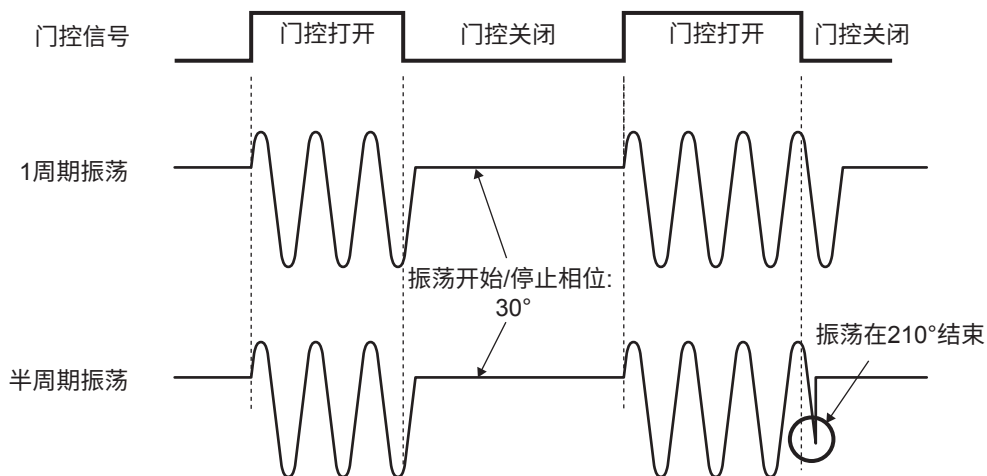 门控信号
门控打开
门控关闭
门控打开
门控关闭
1周期振荡
振荡开始/停止相位:
30°
振荡在210°结束
半周期振荡